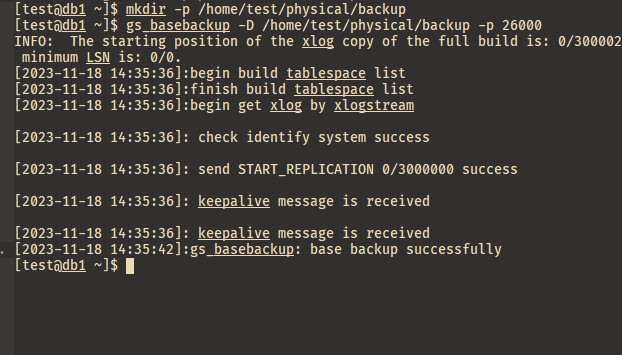 [test@db1 ~]$ mkdir -p /home/test/physical/backup
[test@db1 ~]$ gs_basebackup -D /home/test/physical/backup -p 26000
INFO:  The starting position of the xlog copy of the full build is: 0/300002
 minimum LSN is: 0/0.
[2023-11-18 14:35:36]:begin build tablespace list
[2023-11-18 14:35:36]:finish build tablespace list
[2023-11-18 14:35:36]:begin get xlog by xlogstream
[2023-11-18 14:35:36]: check identify system success
[2023-11-18 14:35:36]: send START_REPLICATION 0/3000000 success
[2023-11-18 14:35:36]: keepalive message is received
[2023-11-18 14:35:36]: keepalive message is received
[2023-11-18 14:35:42]:gs_basebackup: base backup successfully
[test@db1 ~]$